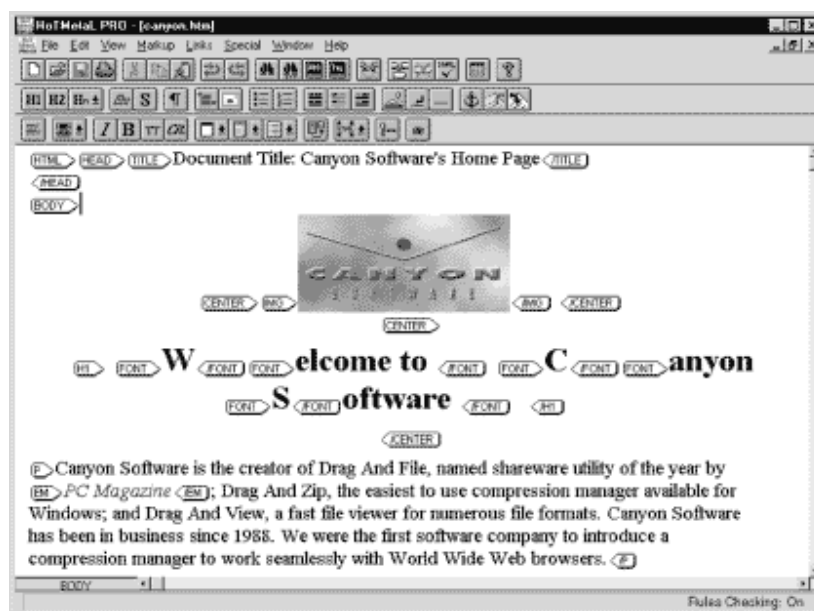 HoTMetaL PRO - [canyon.htm]
File Edit View Markup Links Special Window Help
H1 H2 Hn S ¶
I B TT
HTML HEAD TITLE Document Title: Canyon Software's Home Page /TITLE
/HEAD
BODY
CANYON
SOFTWARE
CENTER IMG /IMG /CENTER
CENTER
H1 FONT W /FONT FONT elcome to /FONT FONT C /FONT FONT anyon
FONT S /FONT oftware /FONT /H1
/CENTER
P Canyon Software is the creator of Drag And File, named shareware utility of the year by
EM PC Magazine /EM ; Drag And Zip, the easiest to use compression manager available for
Windows; and Drag And View, a fast file viewer for numerous file formats. Canyon Software
has been in business since 1988. We were the first software company to introduce a
compression manager to work seamlessly with World Wide Web browsers. /P
BODY
Rules Checking: On